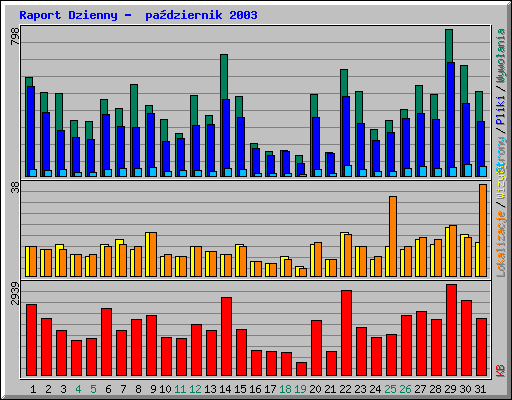 Raport Dzienny - październik 2003
798
38
2939
Lokalizacje / Wizyty
Strony / Pliki / Wywołania
KB
1 2 3 4 5 6 7 8 9 10 11 12 13 14 15 16 17 18 19 20 21 22 23 24 25 26 27 28 29 30 31